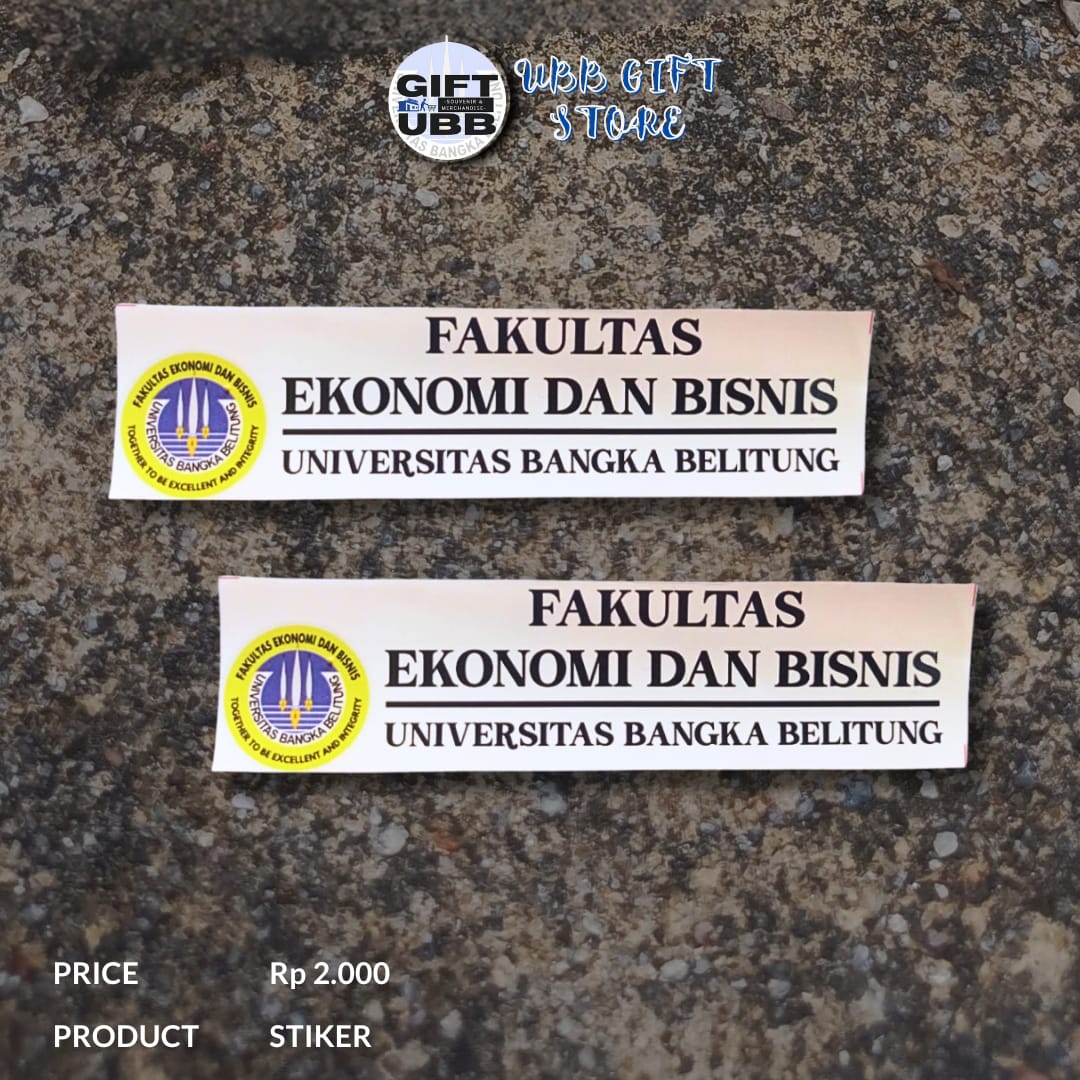 GIFT
SOUVENIR &
MERCHANDISE
UBB
AS BANGKA
UBB GIFT
STORE
FAKULTAS
EKONOMI DAN BISNIS
UNIVERSITAS BANGKA BELITUNG
FAKULTAS EKONOMI DAN BISNIS
UNIVERSITAS BANGKA BELITUNG
TOGETHER TO BE EXCELLENT AND INTEGRITY
FAKULTAS
EKONOMI DAN BISNIS
UNIVERSITAS BANGKA BELITUNG
FAKULTAS EKONOMI DAN BISNIS
UNIVERSITAS BANGKA BELITUNG
TOGETHER TO BE EXCELLENT AND INTEGRITY
PRICE Rp 2.000
PRODUCT STIKER